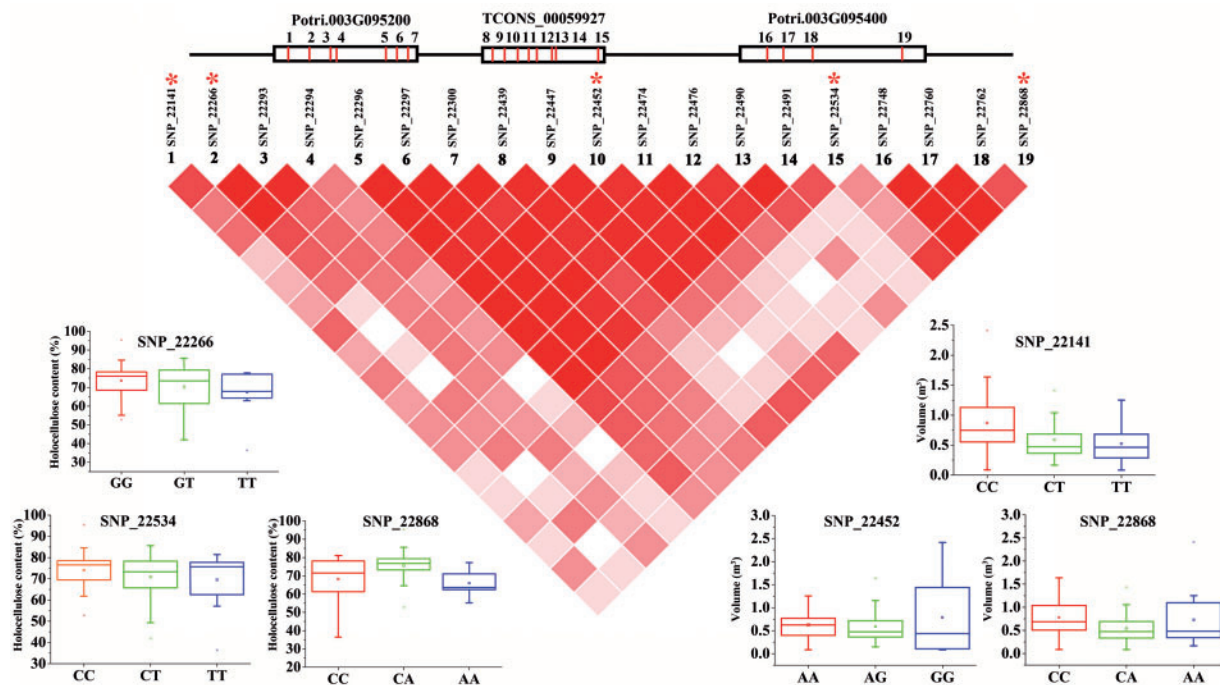 Potri.003G095200 TCONS_00059927 Potri.003G095400
1 2 3 4 5 6 7 8 9 10 11 12 13 14 15 16 17 18 19
* * * * *
SNP_22141 SNP_22266 SNP_22293 SNP_22294 SNP_22296 SNP_22297 SNP_22300 SNP_22439 SNP_22447 SNP_22452 SNP_22474 SNP_22476 SNP_22490 SNP_22491 SNP_22534 SNP_22748 SNP_22760 SNP_22762 SNP_22868
1 2 3 4 5 6 7 8 9 10 11 12 13 14 15 16 17 18 19
SNP_22266
Holocellulose content (%)
100
90
80
70
60
50
40
30
GG GT TT
SNP_22141
Volume (m³)
2.5
2.0
1.5
1.0
0.5
0.0
CC CT TT
SNP_22534
Holocellulose content (%)
100
90
80
70
60
50
40
30
CC CT TT
SNP_22868
Holocellulose content (%)
100
90
80
70
60
50
40
30
20
CC CA AA
SNP_22452
Volume (m³)
3.0
2.5
2.0
1.5
1.0
0.5
0.0
AA AG GG
SNP_22868
Volume (m³)
3.0
2.5
2.0
1.5
1.0
0.5
0.0
CC CA AA